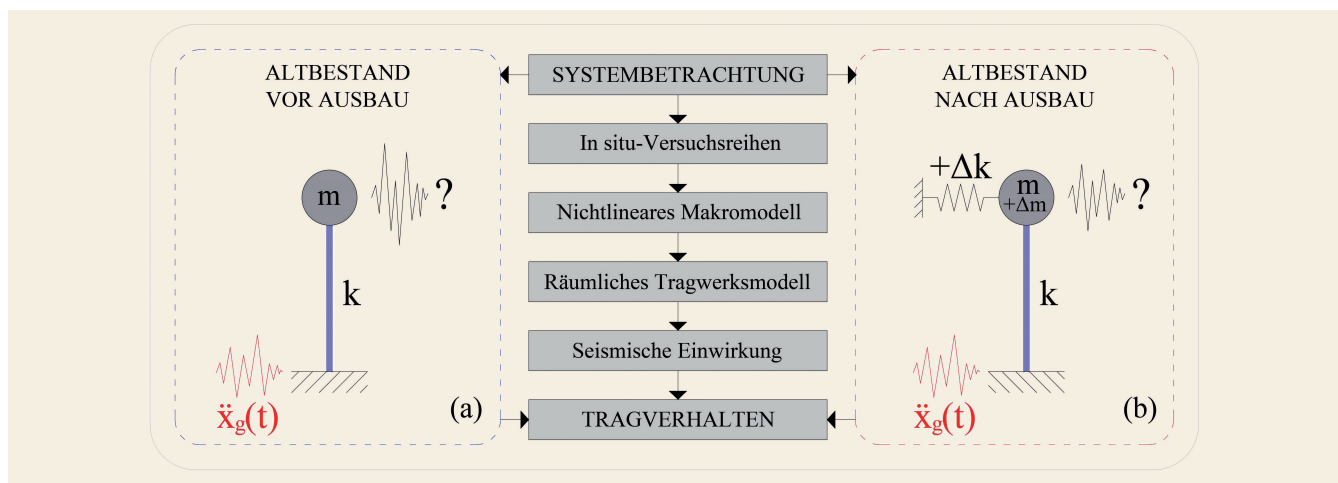 ALTBESTAND
VOR AUSBAU
m
?
k
ẍg(t)
(a)
SYSTEMBETRACHTUNG
In situ-Versuchsreihen
Nichtlineares Makromodell
Räumliches Tragwerksmodell
Seismische Einwirkung
TRAGVERHALTEN
ALTBESTAND
NACH AUSBAU
+Δk
m
+Δm
?
k
ẍg(t)
(b)